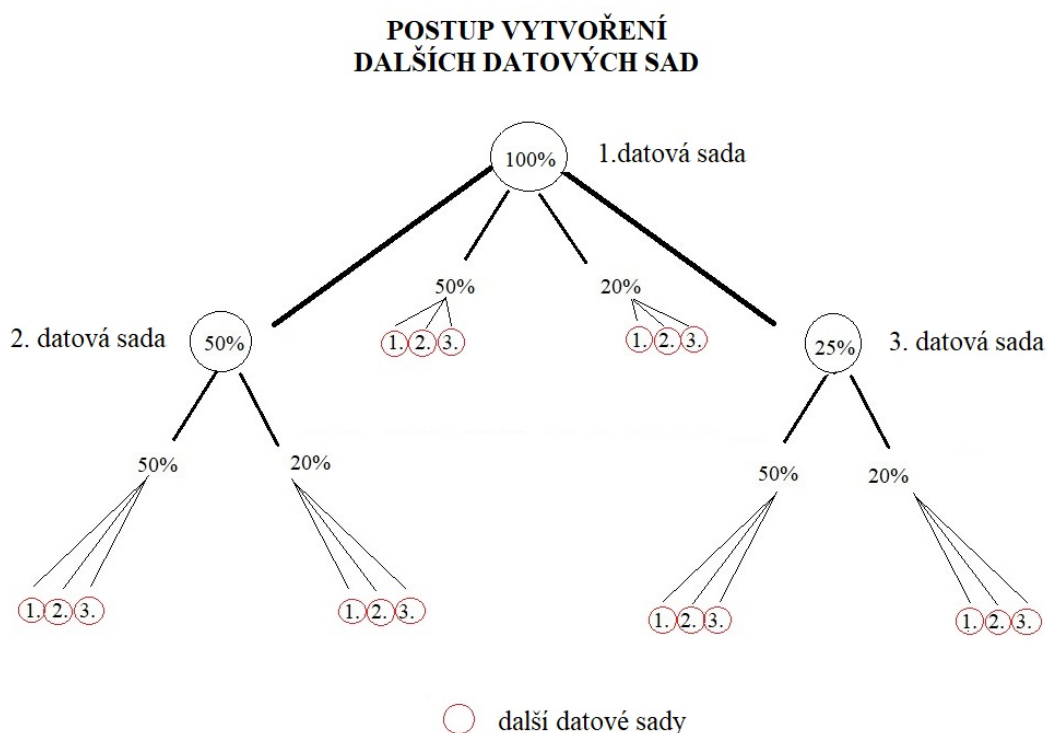 POSTUP VYTVOŘENÍ
DALŠÍCH DATOVÝCH SAD
100%
1.datová sada
50%
20%
1. 2. 3.
1. 2. 3.
2. datová sada
50%
25%
3. datová sada
50%
20%
50%
20%
1. 2. 3.
1. 2. 3.
1. 2. 3.
1. 2. 3.
další datové sady